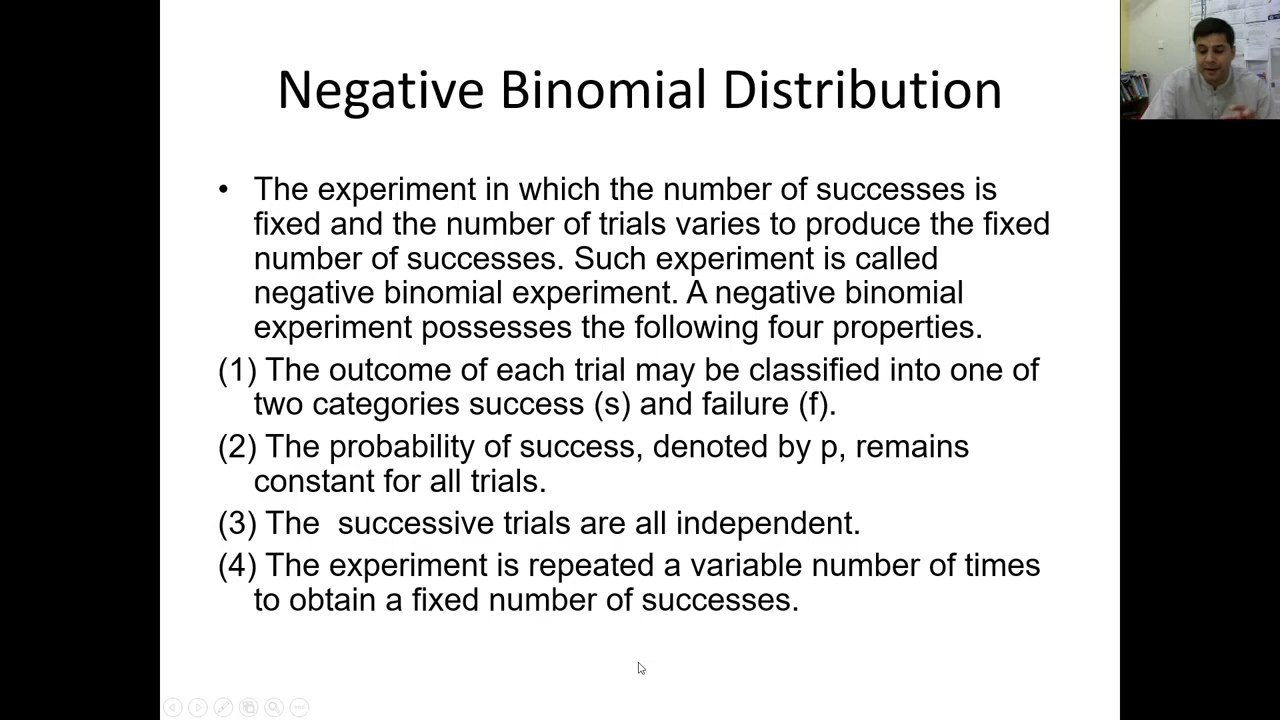 Negative Binomial Distribution
• The experiment in which the number of successes is
fixed and the number of trials varies to produce the fixed
number of successes. Such experiment is called
negative binomial experiment. A negative binomial
experiment possesses the following four properties.
(1) The outcome of each trial may be classified into one of
two categories success (s) and failure (f).
(2) The probability of success, denoted by p, remains
constant for all trials.
(3) The  successive trials are all independent.
(4) The experiment is repeated a variable number of times
to obtain a fixed number of successes.